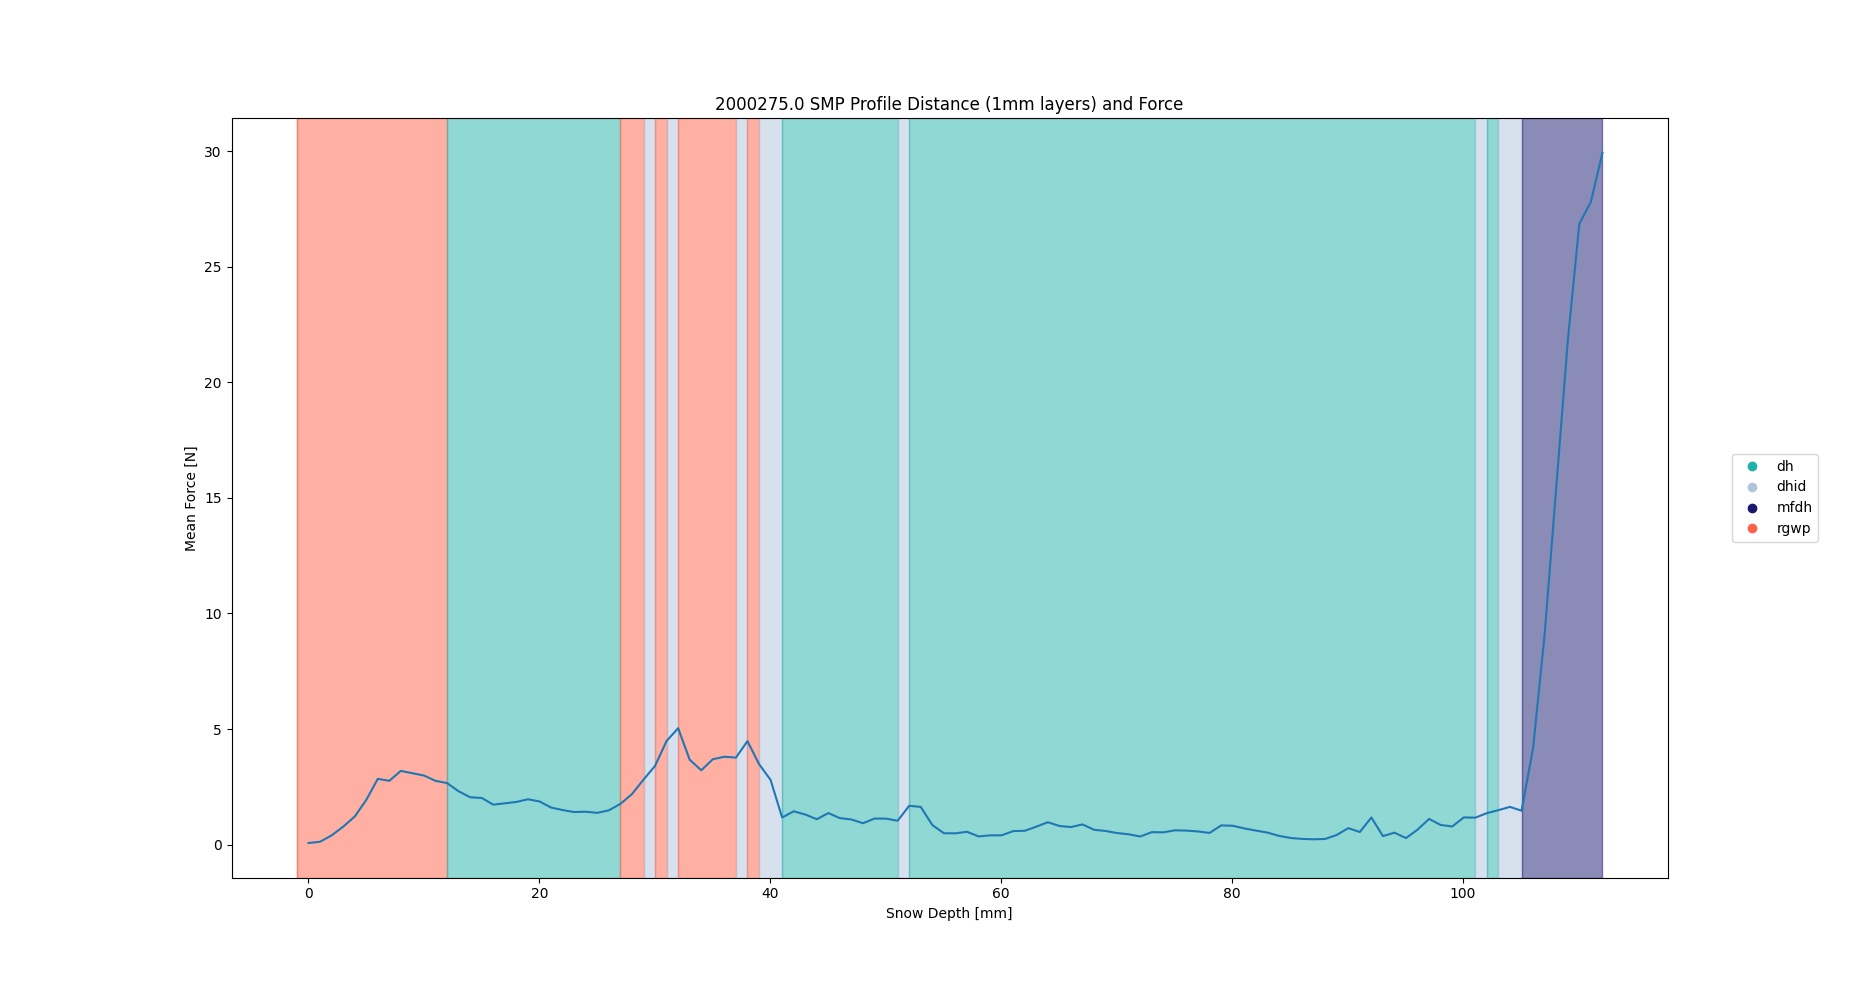 2000275.0 SMP Profile Distance (1mm layers) and Force
30
25
20
15
10
5
0
Mean Force [N]
0 20 40 60 80 100
Snow Depth [mm]
dh
dhid
mfdh
rgwp